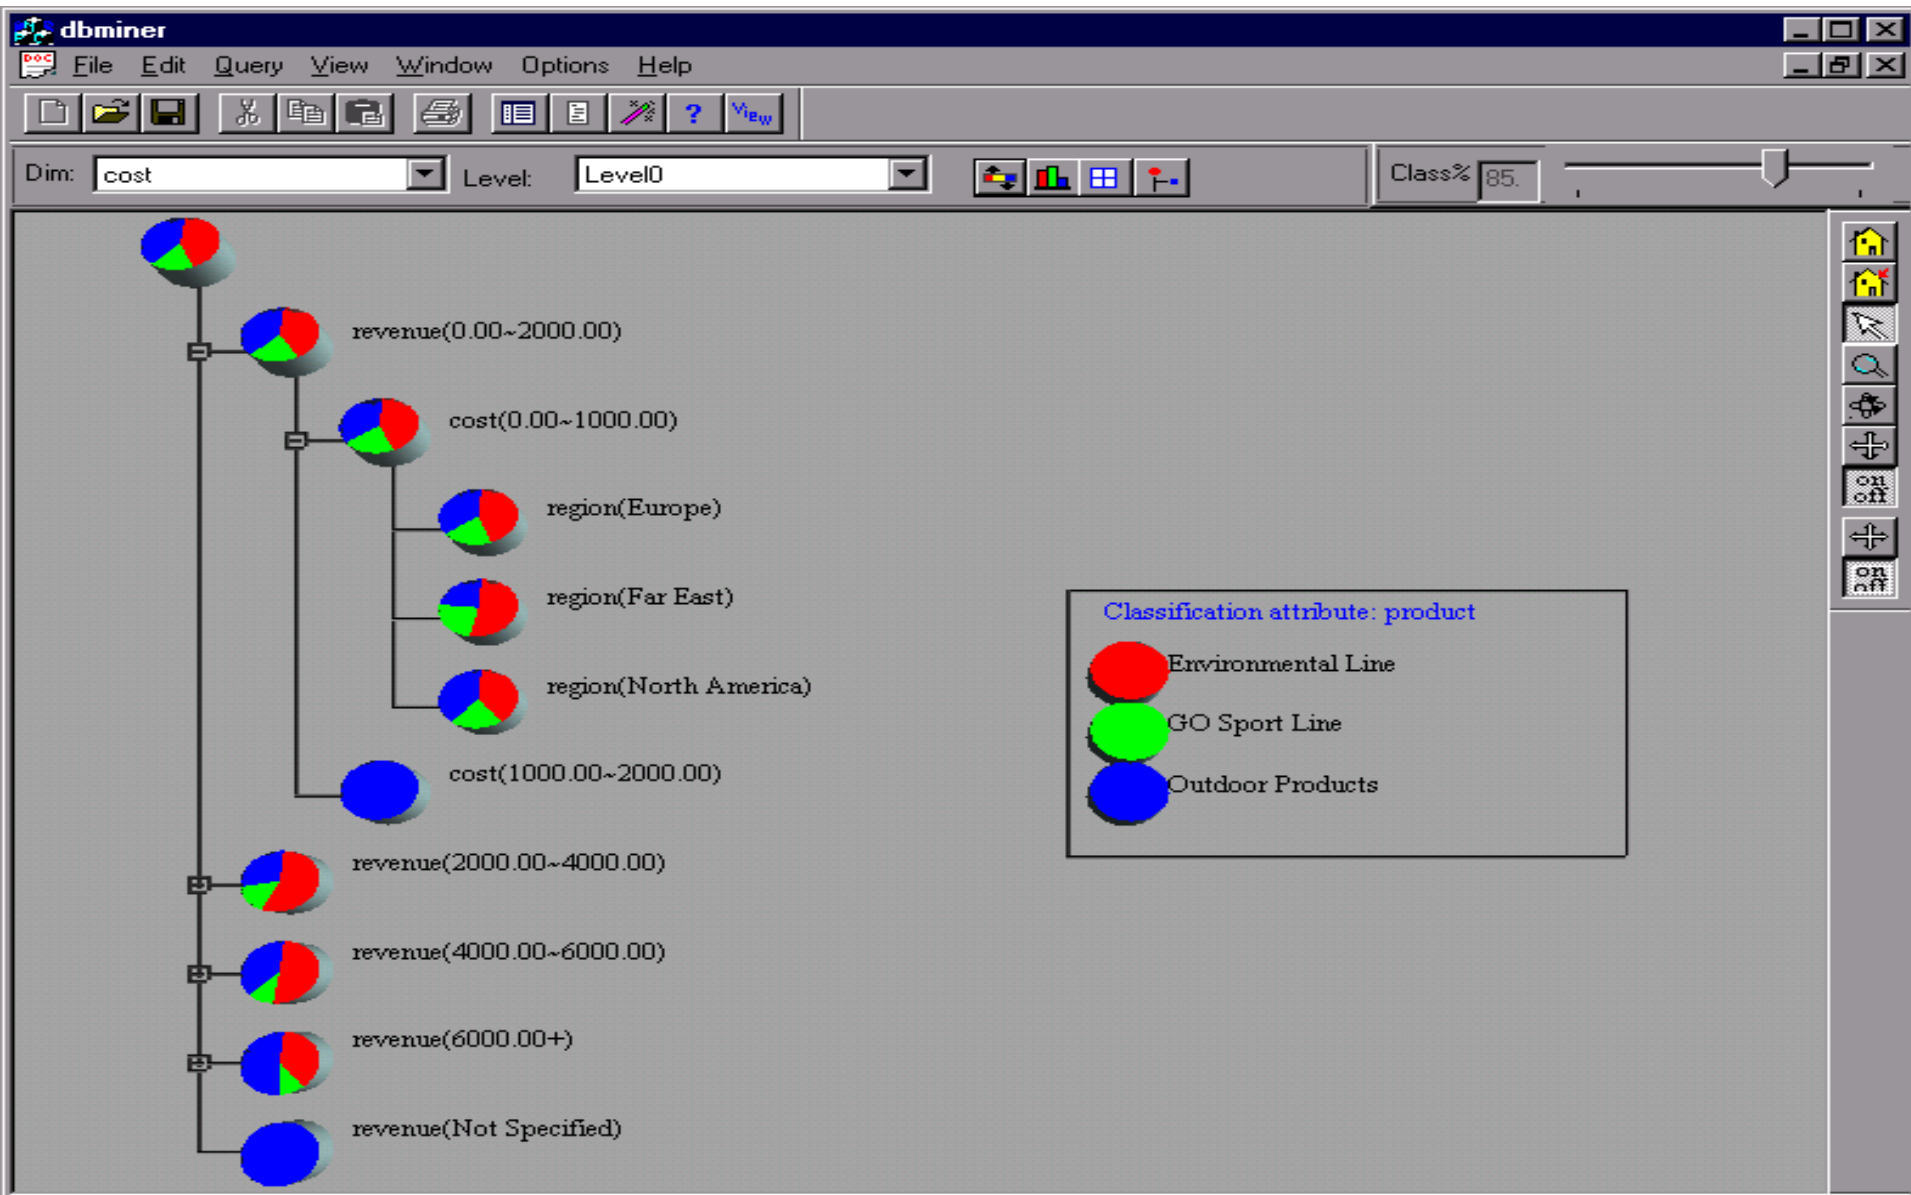 dbminer
DOC File Edit Query View Window Options Help
? View
Dim: cost Level: Level0 Class% 85.
revenue(0.00~2000.00)
cost(0.00~1000.00)
region(Europe)
on
off
region(Far East)
on
off
Classification attribute: product
Environmental Line
region(North America)
GO Sport Line
cost(1000.00~2000.00)
Outdoor Products
revenue(2000.00~4000.00)
revenue(4000.00~6000.00)
revenue(6000.00+)
revenue(Not Specified)